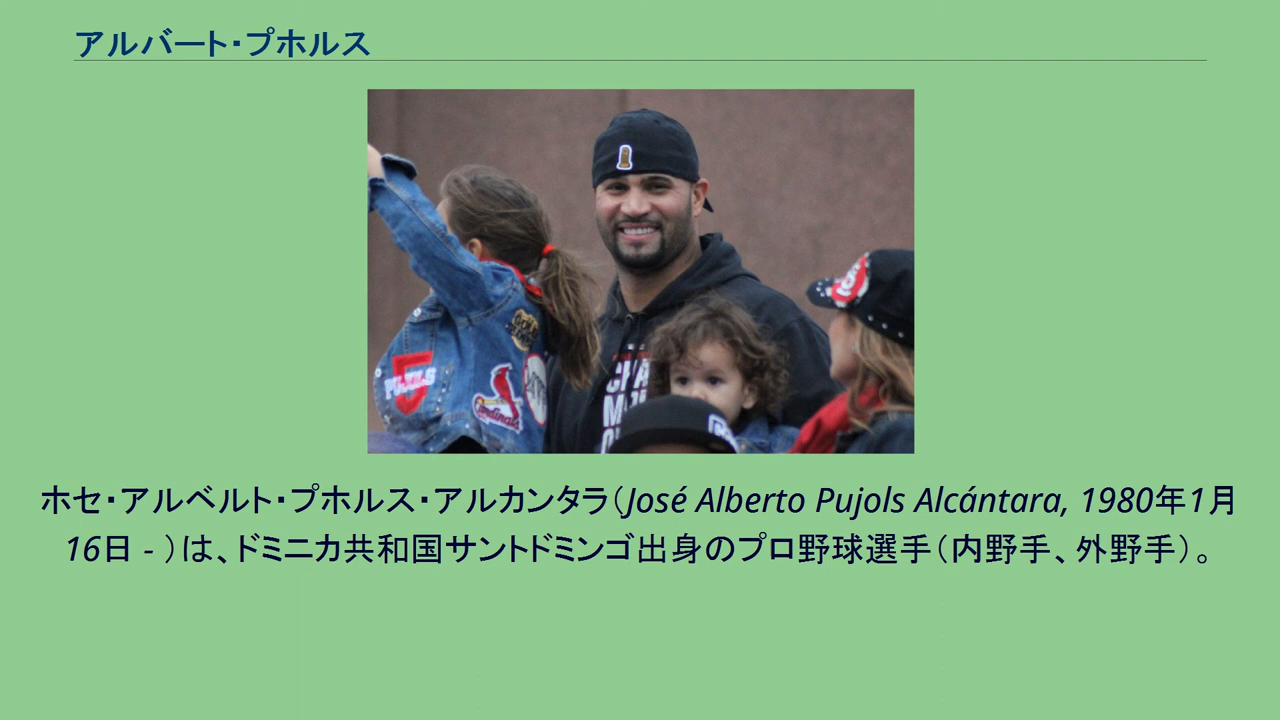 アルバート・プホルス
PUJOLS
Cardinals
ホセ・アルベルト・プホルス・アルカンタラ（José Alberto Pujols Alcántara, 1980年1月
16日 - ）は、ドミニカ共和国サントドミンゴ出身のプロ野球選手（内野手、外野手）。